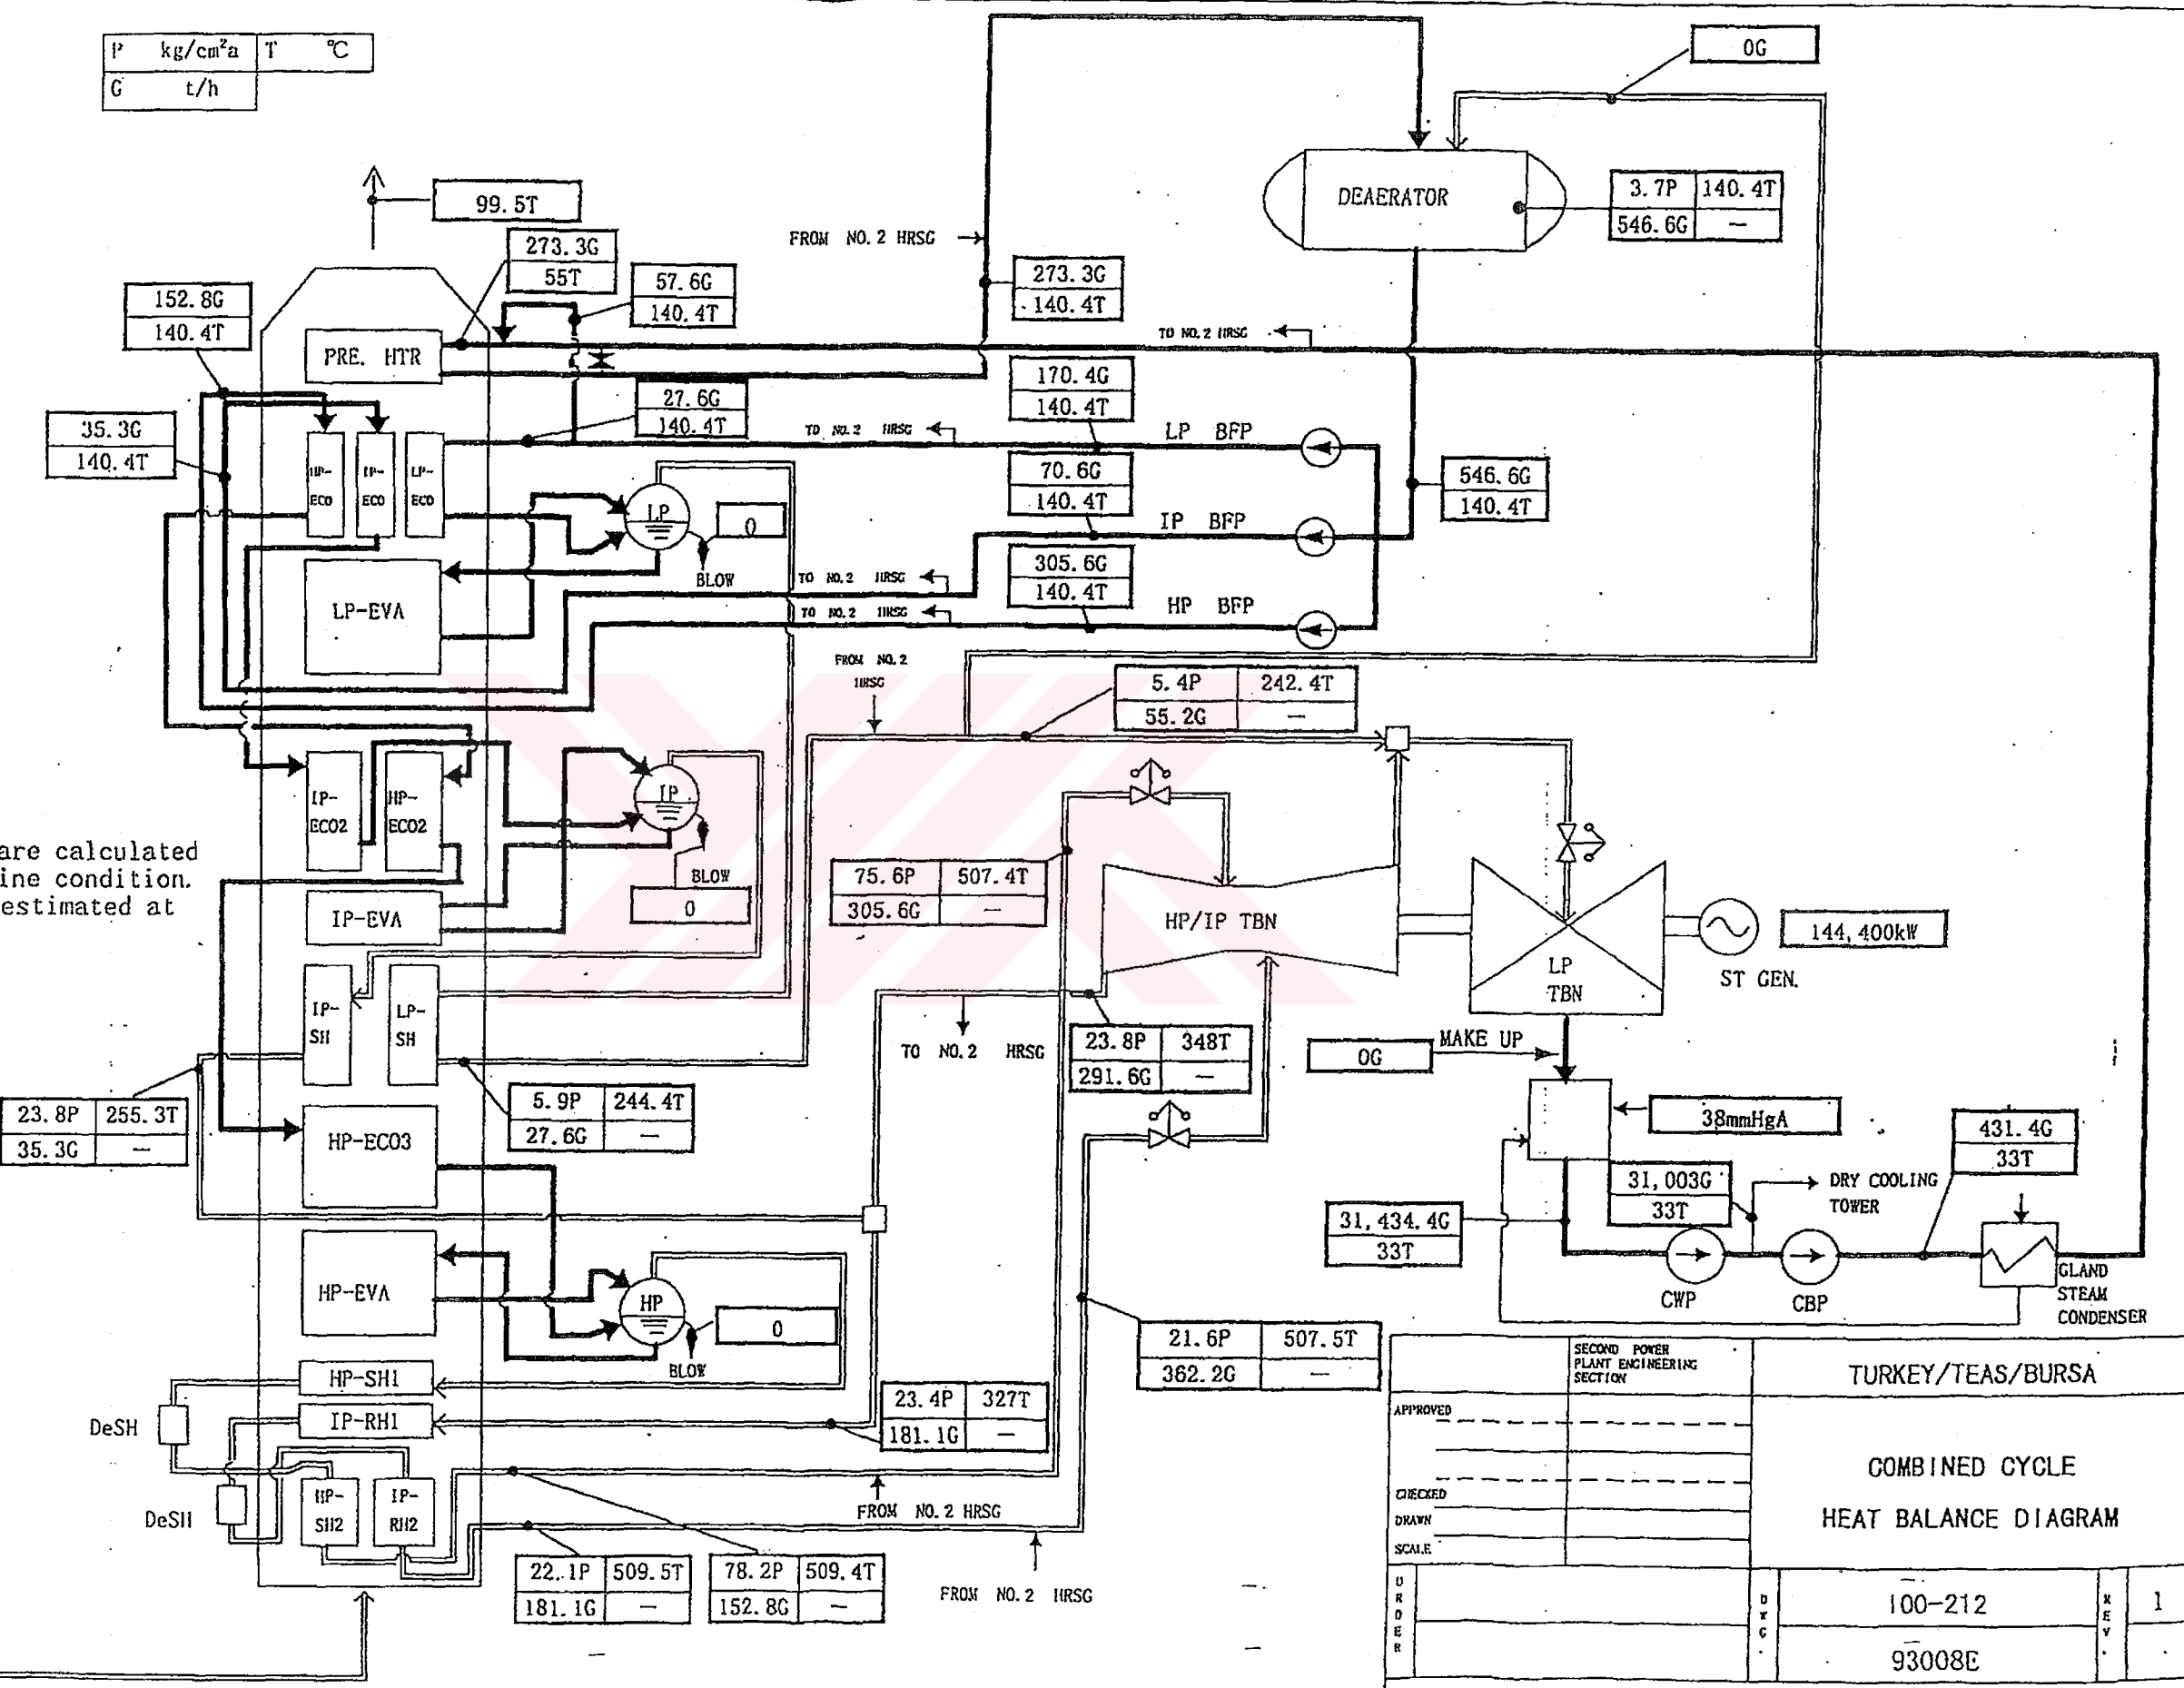 P kg/cm²a T ℃
G t/h
0G
DEAERATOR
3.7P 140.4T
546.6G —
99.5T
FROM NO.2 HRSG
273.3G
55T
57.6G
140.4T
273.3G
140.4T
152.8G
140.4T
PRE. HTR
TO NO.2 HRSG
170.4G
140.4T
27.6G
140.4T
35.3G
140.4T
TO NO.2 HRSG
LP BFP
HP-
ECO
IP-
ECO
LP-
ECO
70.6G
140.4T
546.6G
140.4T
LP
0
IP BFP
BLOW
305.6G
140.4T
TO NO.2 HRSG
LP-EVA
TO NO.2 HRSG
HP BFP
FROM NO.2
HRSG
5.4P 242.4T
55.2G —
IP-
ECO2
HP-
ECO2
IP
are calculated
ine condition.
estimated at
75.6P 507.4T
305.6G —
BLOW
0
IP-EVA
HP/IP TBN
LP
TBN
144,400kW
ST GEN.
IP-
SH
LP-
SH
TO NO.2 HRSG
23.8P 348T
291.6G —
0G
MAKE UP
38mmHgA
23.8P 255.3T
35.3G —
5.9P 244.4T
27.6G —
HP-ECO3
431.4G
33T
31,003G
33T
DRY COOLING
TOWER
31,434.4G
33T
CWP
CBP
GLAND
STEAM
CONDENSER
HP-EVA
HP
0
BLOW
21.6P 507.5T
362.2G —
HP-SH1
IP-RH1
DeSH
23.4P 327T
181.1G —
HP-
SH2
IP-
RH2
DeSH
FROM NO.2 HRSG
22.1P 509.5T
181.1G —
78.2P 509.4T
152.8G —
FROM NO.2 HRSG
SECOND POWER
PLANT ENGINEERING
SECTION
TURKEY/TEAS/BURSA
APPROVED
CHECKED
DRAWN
SCALE
COMBINED CYCLE
HEAT BALANCE DIAGRAM
ORDER
DWG.
100-212
93008E
REV.
1